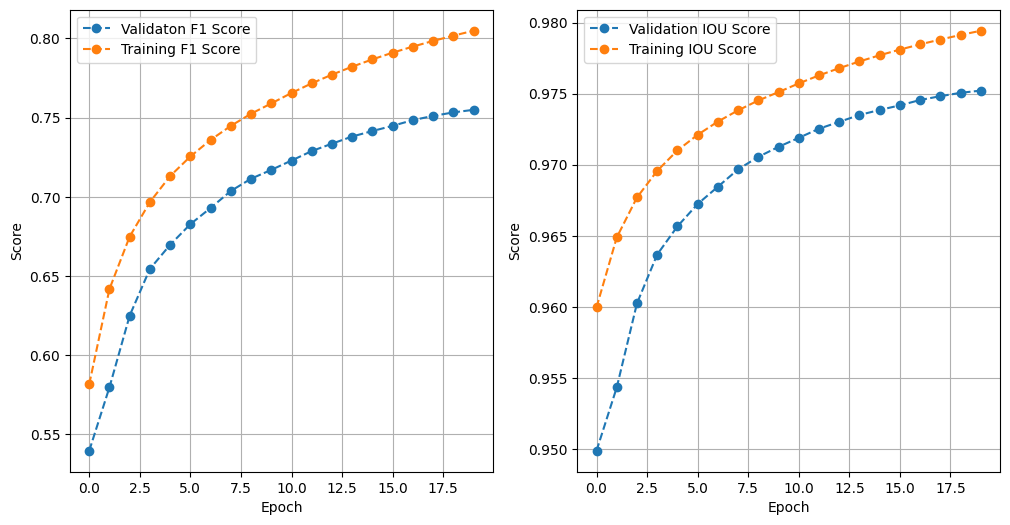 Validaton F1 Score
Training F1 Score
0.80
0.75
0.70
0.65
0.60
0.55
Score
0.0 2.5 5.0 7.5 10.0 12.5 15.0 17.5
Epoch
Validation IOU Score
Training IOU Score
0.980
0.975
0.970
0.965
0.960
0.955
0.950
Score
0.0 2.5 5.0 7.5 10.0 12.5 15.0 17.5
Epoch